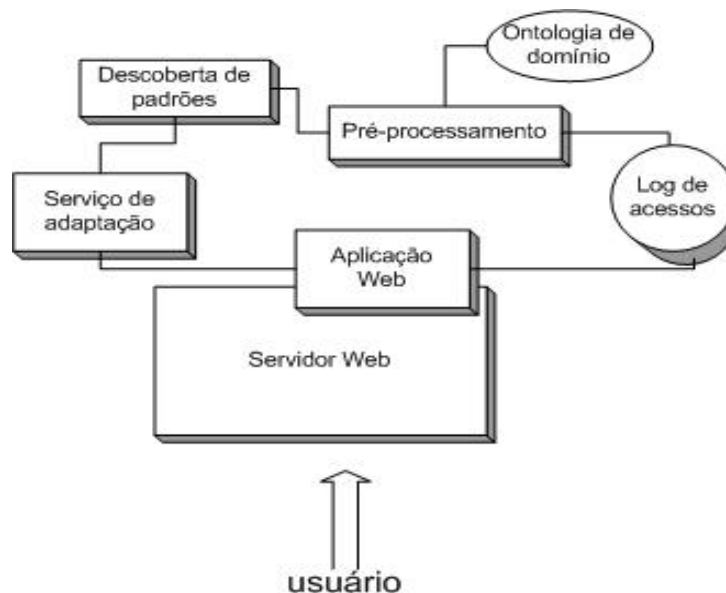 Ontologia de
domínio
Descoberta de
padrões
Pré-processamento
Serviço de
adaptação
Log de
acessos
Aplicação
Web
Servidor Web
usuário